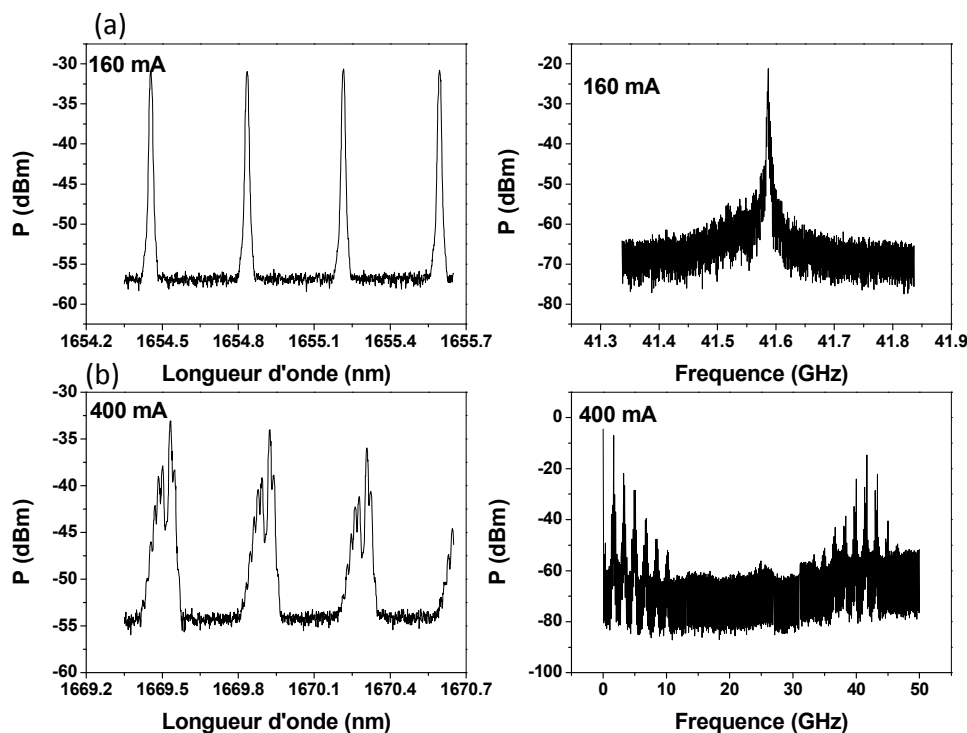 (a)
160 mA
P (dBm)
-30
-35
-40
-45
-50
-55
-60
1654.2 1654.5 1654.8 1655.1 1655.4 1655.7
Longueur d'onde (nm)
160 mA
P (dBm)
-20
-30
-40
-50
-60
-70
-80
41.3 41.4 41.5 41.6 41.7 41.8 41.9
Frequence (GHz)
(b)
400 mA
P (dBm)
-30
-35
-40
-45
-50
-55
-60
1669.2 1669.5 1669.8 1670.1 1670.4 1670.7
Longueur d'onde (nm)
400 mA
P (dBm)
0
-20
-40
-60
-80
-100
0 10 20 30 40 50
Frequence (GHz)